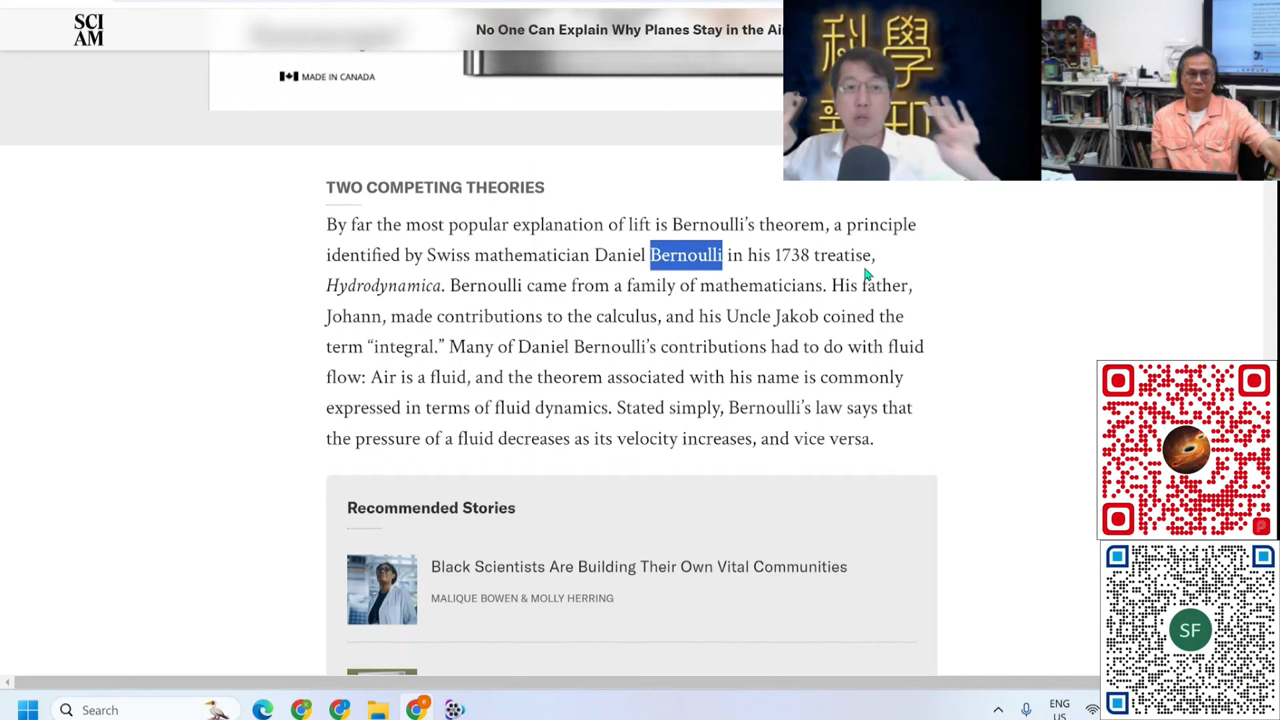 SCI
AM
No One Can Explain Why Planes Stay in the Ai
科學
新知
MADE IN CANADA
TWO COMPETING THEORIES
By far the most popular explanation of lift is Bernoulli’s theorem, a principle
identified by Swiss mathematician Daniel Bernoulli in his 1738 treatise,
Hydrodynamica. Bernoulli came from a family of mathematicians. His father,
Johann, made contributions to the calculus, and his Uncle Jakob coined the
term “integral.” Many of Daniel Bernoulli’s contributions had to do with fluid
flow: Air is a fluid, and the theorem associated with his name is commonly
expressed in terms of fluid dynamics. Stated simply, Bernoulli’s law says that
the pressure of a fluid decreases as its velocity increases, and vice versa.
Recommended Stories
Black Scientists Are Building Their Own Vital Communities
MALIQUE BOWEN & MOLLY HERRING
SF
Search
ENG
US